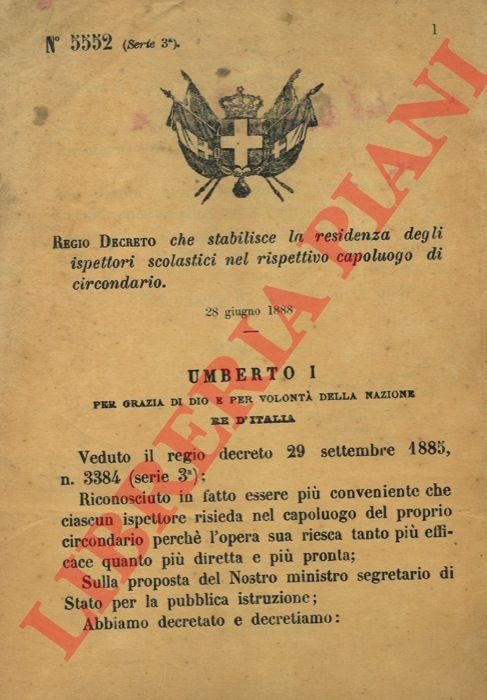 1
N° 5552 (Serie 3ª).
REGIO DECRETO che stabilisce la residenza degli
ispettori scolastici nel rispettivo capoluogo di
circondario.
28 giugno 1888
UMBERTO I
PER GRAZIA DI DIO E PER VOLONTÀ DELLA NAZIONE
RE D'ITALIA
Veduto il regio decreto 29 settembre 1885,
n. 3384 (serie 3ª);
Riconosciuto in fatto essere più conveniente che
ciascun ispettore risieda nel capoluogo del proprio
circondario perchè l'opera sua riesca tanto più effi-
cace quanto più diretta e più pronta;
Sulla proposta del Nostro ministro segretario di
Stato per la pubblica istruzione;
Abbiamo decretato e decretiamo:
LIBRERIA PIANI